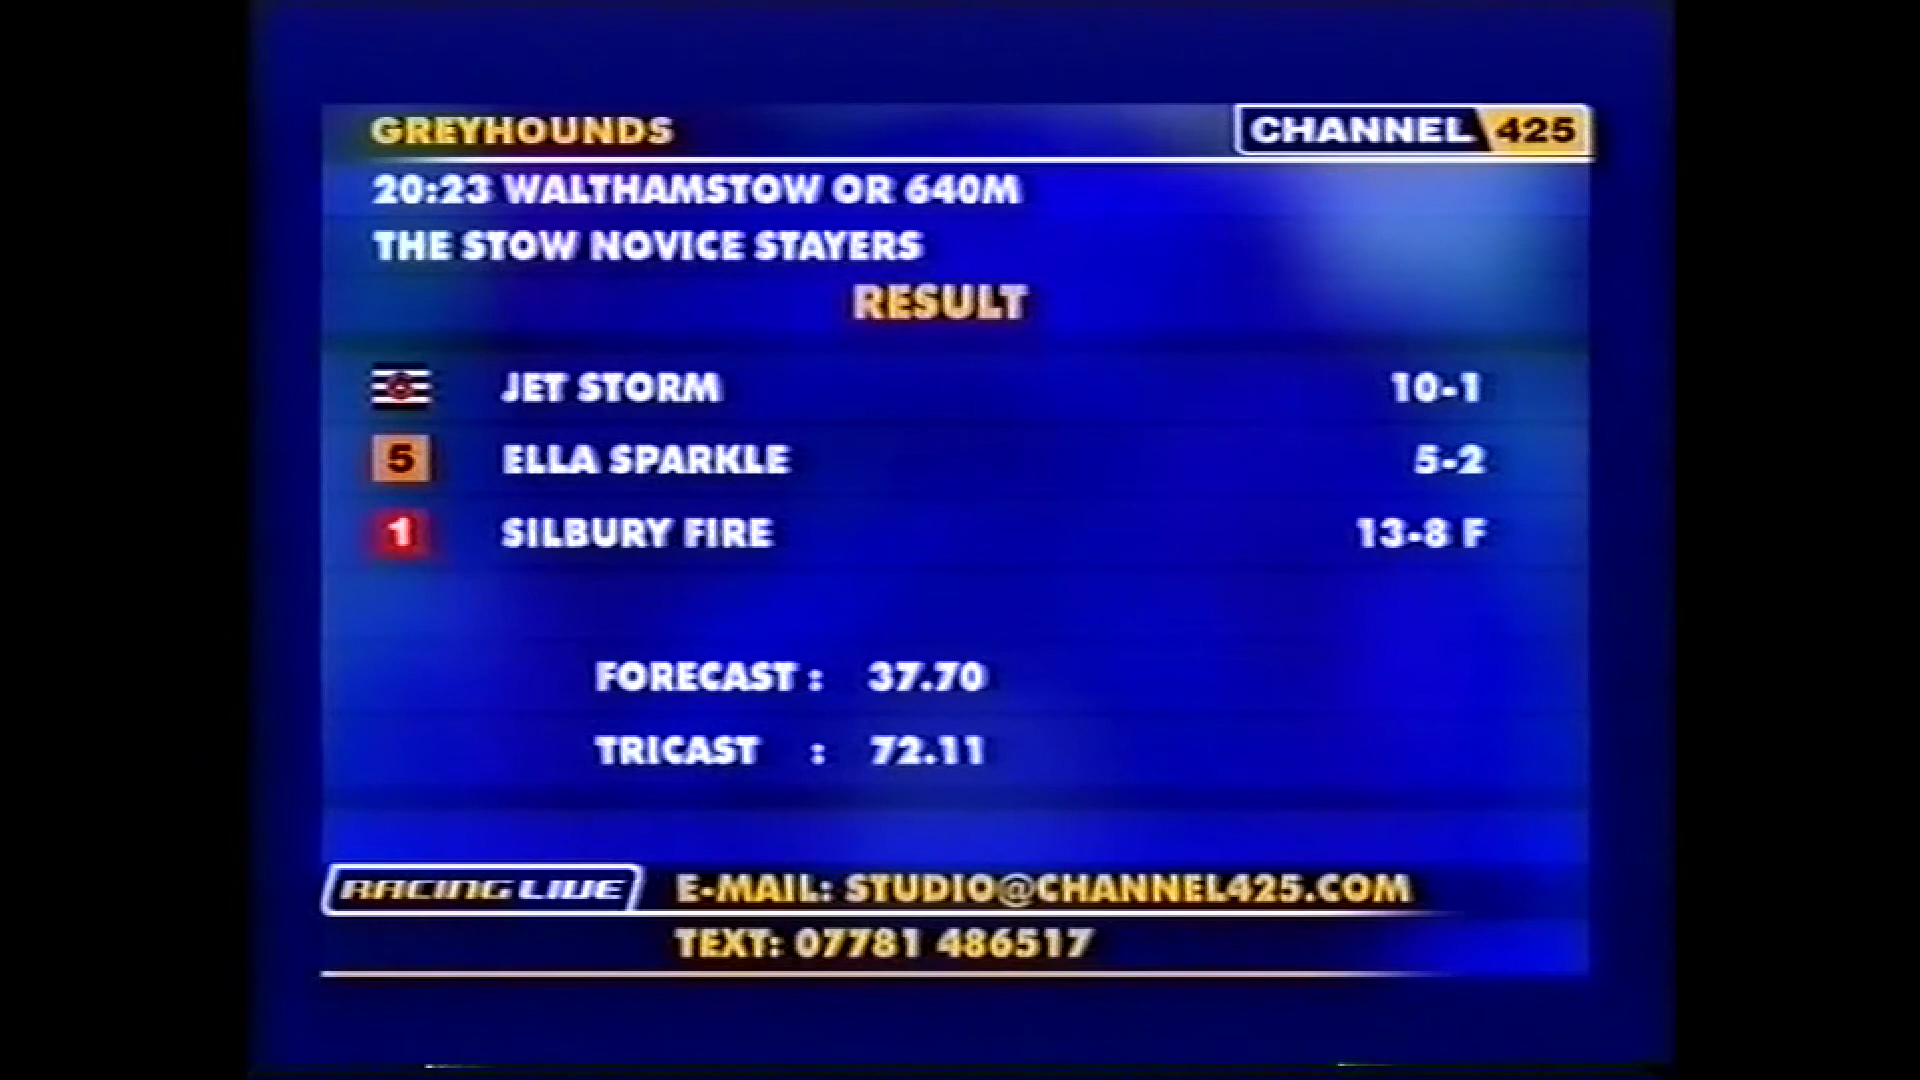 GREYHOUNDS
CHANNEL 425
20:23 WALTHAMSTOW OR 640M
THE STOW NOVICE STAYERS
RESULT
6 JET STORM 10-1
5 ELLA SPARKLE 5-2
1 SILBURY FIRE 13-8 F
FORECAST : 37.70
TRICAST : 72.11
RACING LIVE E-MAIL: STUDIO@CHANNEL425.COM
TEXT: 07781 486517